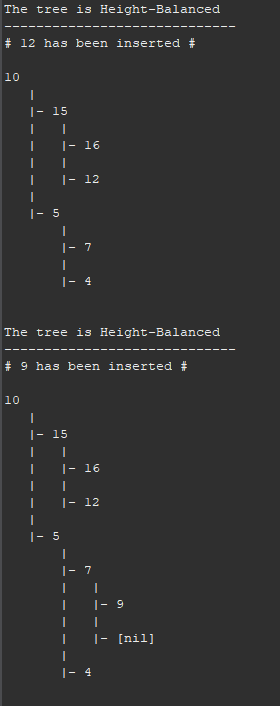 The tree is Height-Balanced
-----------------------------
# 12 has been inserted #
10
   |
   |- 15
   |   |
   |   |- 16
   |   |
   |   |- 12
   |
   |- 5
       |
       |- 7
       |
       |- 4
The tree is Height-Balanced
-----------------------------
# 9 has been inserted #
10
   |
   |- 15
   |   |
   |   |- 16
   |   |
   |   |- 12
   |
   |- 5
       |
       |- 7
       |   |
       |   |- 9
       |   |
       |   |- [nil]
       |
       |- 4